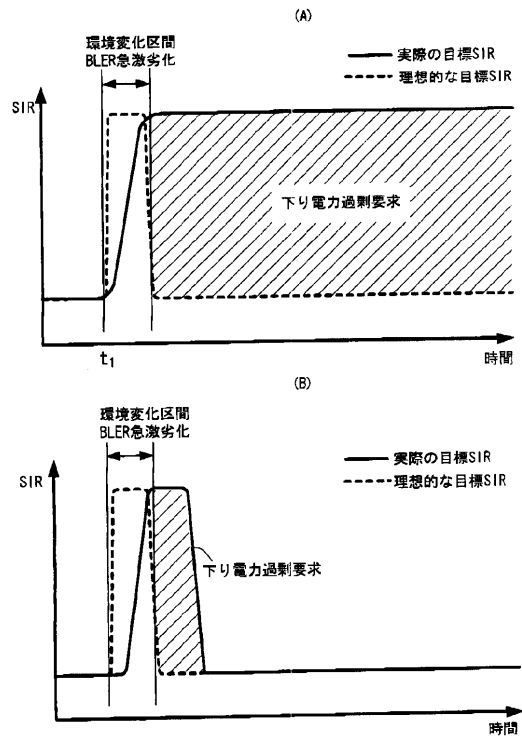 (A)
環境変化区間
BLER急激劣化
実際の目標SIR
理想的な目標SIR
SIR
下り電力過剰要求
t1
時間
(B)
環境変化区間
BLER急激劣化
実際の目標SIR
理想的な目標SIR
SIR
下り電力過剰要求
時間